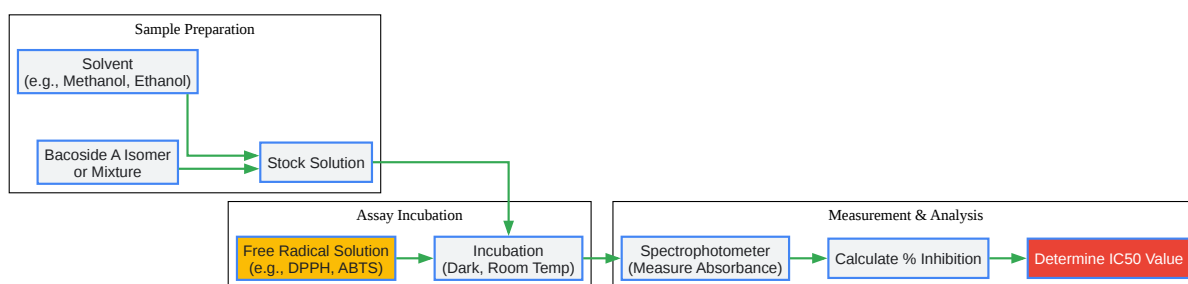 Sample Preparation
Solvent
(e.g., Methanol, Ethanol)
Bacoside A Isomer
or Mixture
Stock Solution
Assay Incubation
Free Radical Solution
(e.g., DPPH, ABTS)
Incubation
(Dark, Room Temp)
Measurement & Analysis
Spectrophotometer
(Measure Absorbance)
Calculate % Inhibition
Determine IC50 Value